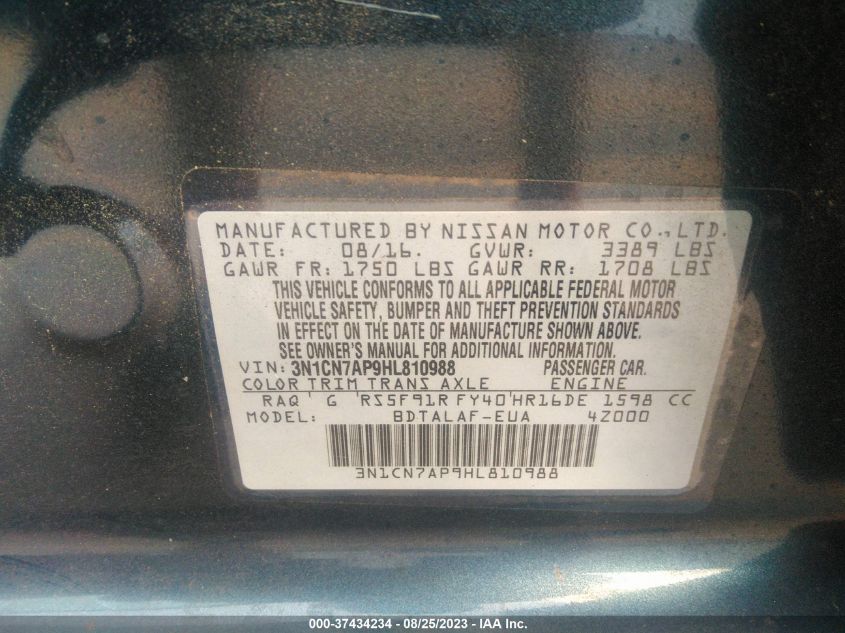 MANUFACTURED BY NISSAN MOTOR CO., LTD.
DATE: 08/16. GVWR: 3389 LBS
GAWR FR: 1750 LBS GAWR RR: 1708 LBS
THIS VEHICLE CONFORMS TO ALL APPLICABLE FEDERAL MOTOR
VEHICLE SAFETY, BUMPER AND THEFT PREVENTION STANDARDS
IN EFFECT ON THE DATE OF MANUFACTURE SHOWN ABOVE.
SEE OWNER'S MANUAL FOR ADDITIONAL INFORMATION.
VIN: 3N1CN7AP9HL810988 PASSENGER CAR.
COLOR TRIM TRANS AXLE ENGINE
RAQ G RS5F91R FY40 HR16DE 1598 CC
MODEL: BDTALAF-EUA 4Z000
3N1CN7AP9HL810988
000-37434234 - 08/25/2023 - IAA Inc.